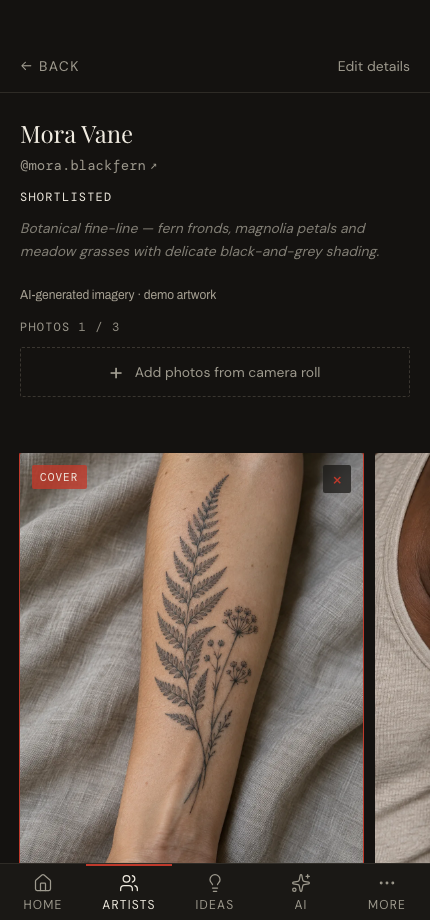 ← BACK
Edit details
Mora Vane
@mora.blackfern ↗
SHORTLISTED
Botanical fine-line — fern fronds, magnolia petals and
meadow grasses with delicate black-and-grey shading.
AI-generated imagery · demo artwork
PHOTOS 1 / 3
+ Add photos from camera roll
COVER
×
HOME
ARTISTS
IDEAS
AI
MORE